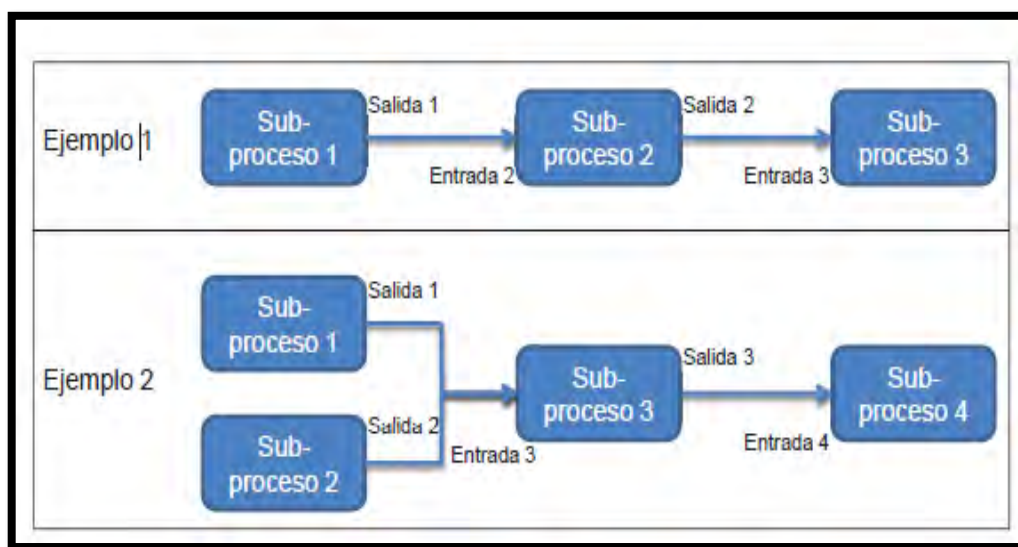 Ejemplo 1
Sub-
proceso 1
Salida 1
Entrada 2
Sub-
proceso 2
Salida 2
Entrada 3
Sub-
proceso 3
Ejemplo 2
Sub-
proceso 1
Salida 1
Sub-
proceso 2
Salida 2
Entrada 3
Sub-
proceso 3
Salida 3
Entrada 4
Sub-
proceso 4